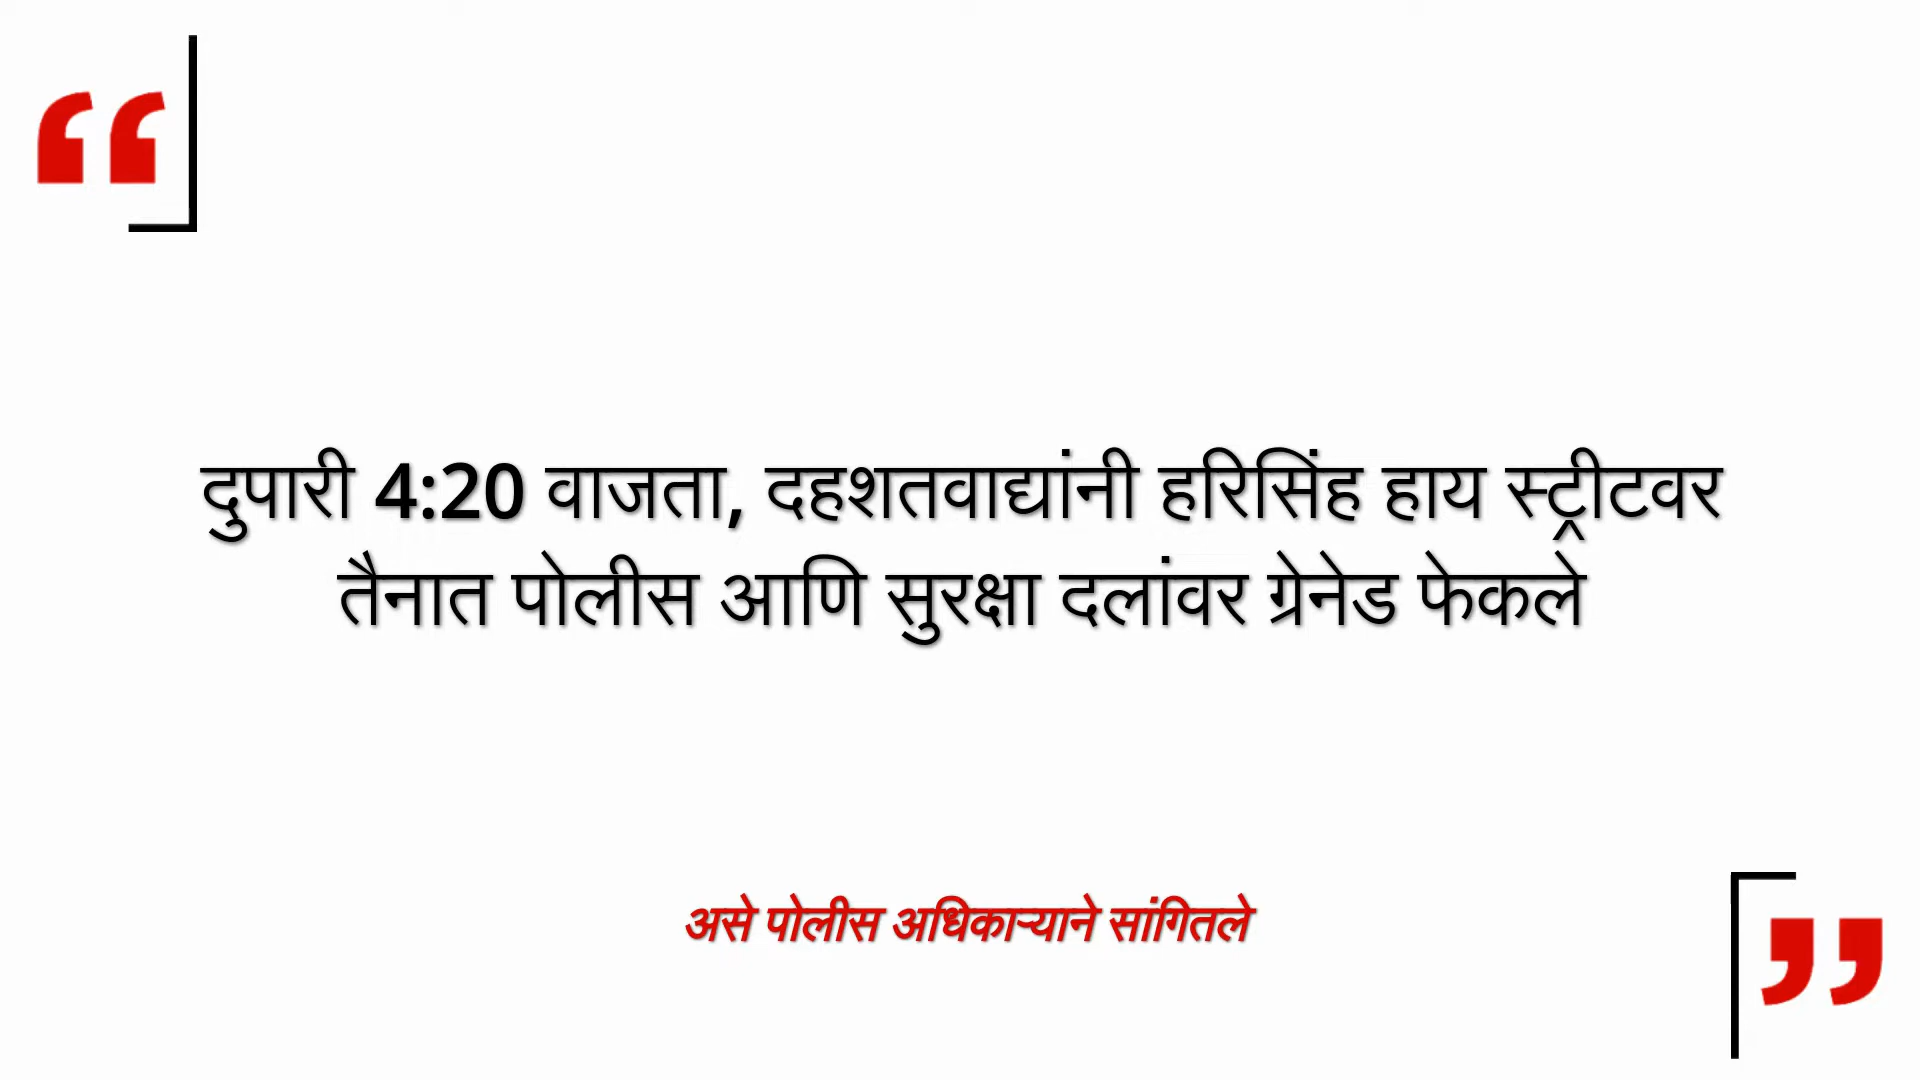 “
दुपारी 4:20 वाजता, दहशतवाद्यांनी हरिसिंह हाय स्ट्रीटवर
तैनात पोलीस आणि सुरक्षा दलांवर ग्रेनेड फेकले
असे पोलीस अधिकाऱ्याने सांगितले
”